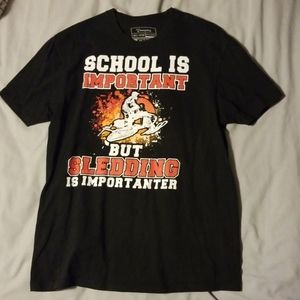 SCHOOL IS
IMPORTANT
BUT
SLEDDING
IS IMPORTANTER